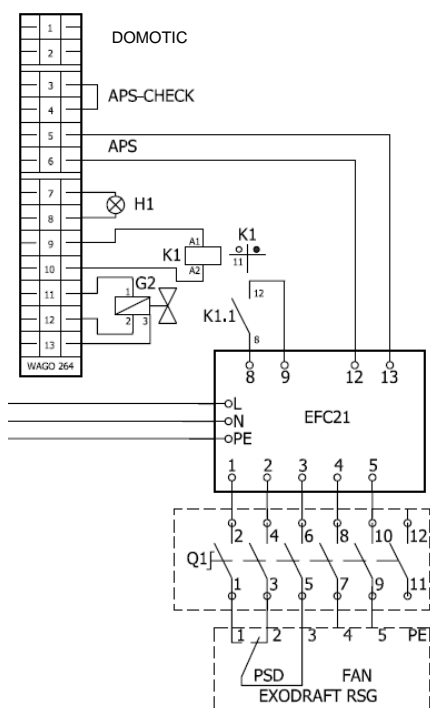 1
DOMOTIC
2
3
APS-CHECK
4
5
APS
6
7
H1
8
9
A1
K1
K1
11
10
A2
11
1
G2
12
12
2 3
K1.1
13
8
WAGO 264
8 9 12 13
L
EFC21
N
PE
1 2 3 4 5
2 4 6 8 10 12
Q1
1 3 5 7 9 11
1 2 3 4 5 PE
PSD FAN
EXODRAFT RSG